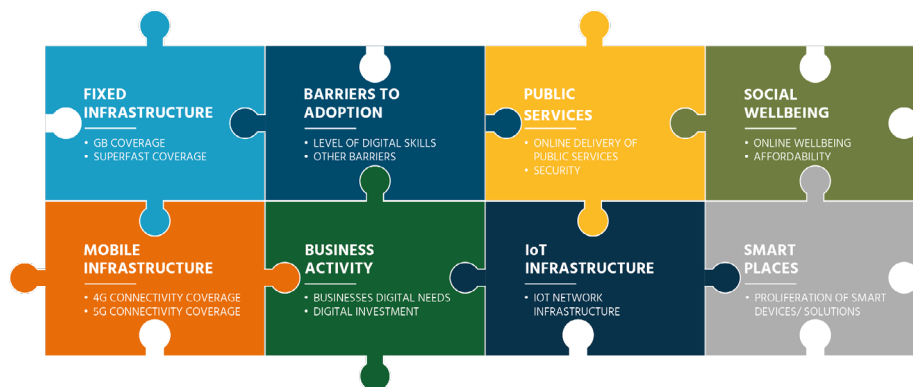 FIXED
INFRASTRUCTURE
• GB COVERAGE
• SUPERFAST COVERAGE
BARRIERS TO
ADOPTION
• LEVEL OF DIGITAL SKILLS
• OTHER BARRIERS
PUBLIC
SERVICES
• ONLINE DELIVERY OF
PUBLIC SERVICES
• SECURITY
SOCIAL
WELLBEING
• ONLINE WELLBEING
• AFFORDABILITY
MOBILE
INFRASTRUCTURE
• 4G CONNECTIVITY COVERAGE
• 5G CONNECTIVITY COVERAGE
BUSINESS
ACTIVITY
• BUSINESSES DIGITAL NEEDS
• DIGITAL INVESTMENT
IoT
INFRASTRUCTURE
• IOT NETWORK
INFRASTRUCTURE
SMART
PLACES
• PROLIFERATION OF SMART
DEVICES/ SOLUTIONS